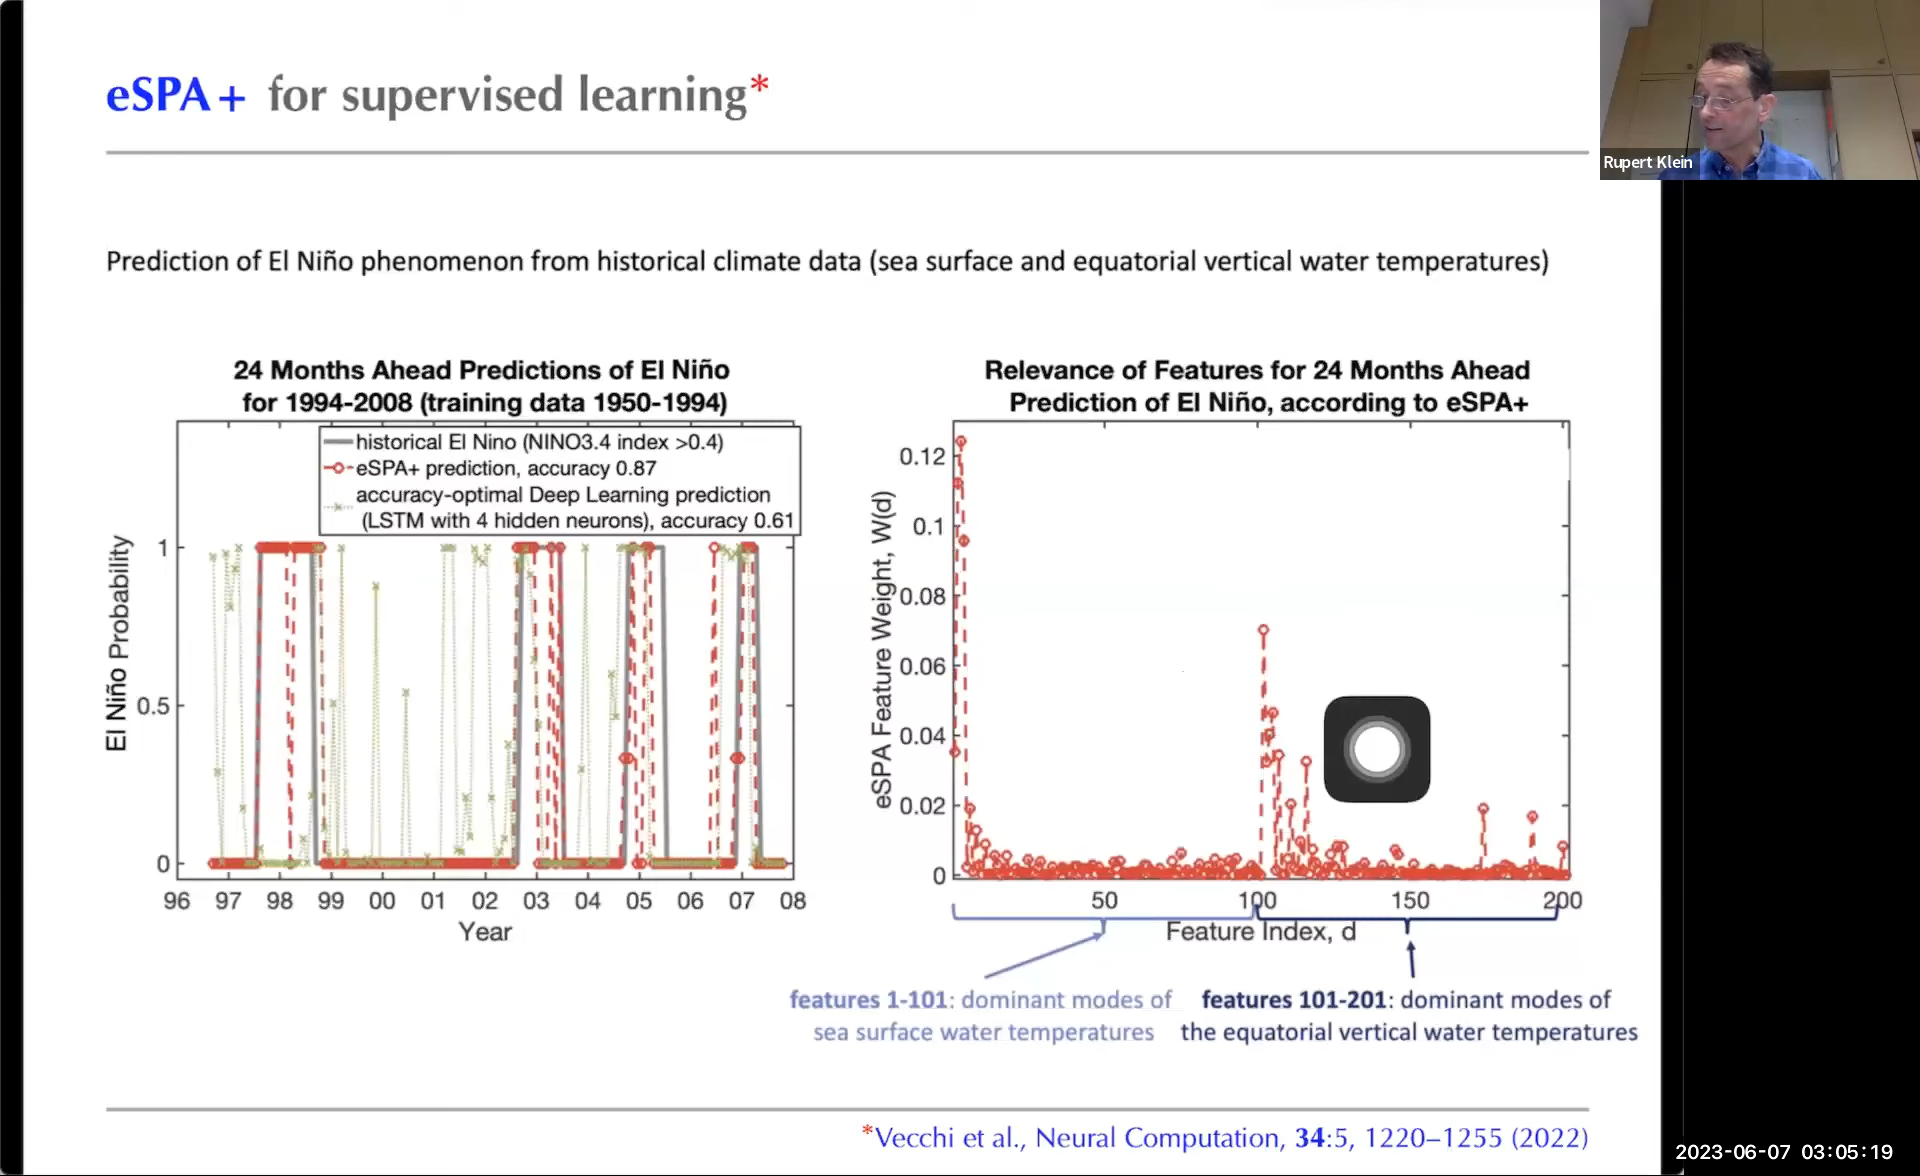 eSPA+ for supervised learning*
Rupert Klein
Prediction of El Niño phenomenon from historical climate data (sea surface and equatorial vertical water temperatures)
24 Months Ahead Predictions of El Niño
for 1994-2008 (training data 1950-1994)
historical El Nino (NINO3.4 index >0.4)
eSPA+ prediction, accuracy 0.87
accuracy-optimal Deep Learning prediction
(LSTM with 4 hidden neurons), accuracy 0.61
El Niño Probability
1
0.5
0
96 97 98 99 00 01 02 03 04 05 06 07 08
Year
Relevance of Features for 24 Months Ahead
Prediction of El Niño, according to eSPA+
eSPA Feature Weight, W(d)
0.12
0.1
0.08
0.06
0.04
0.02
0
50 100 150 200
Feature Index, d
features 1-101: dominant modes of
sea surface water temperatures
features 101-201: dominant modes of
the equatorial vertical water temperatures
*Vecchi et al., Neural Computation, 34:5, 1220–1255 (2022)
2023-06-07 03:05:19